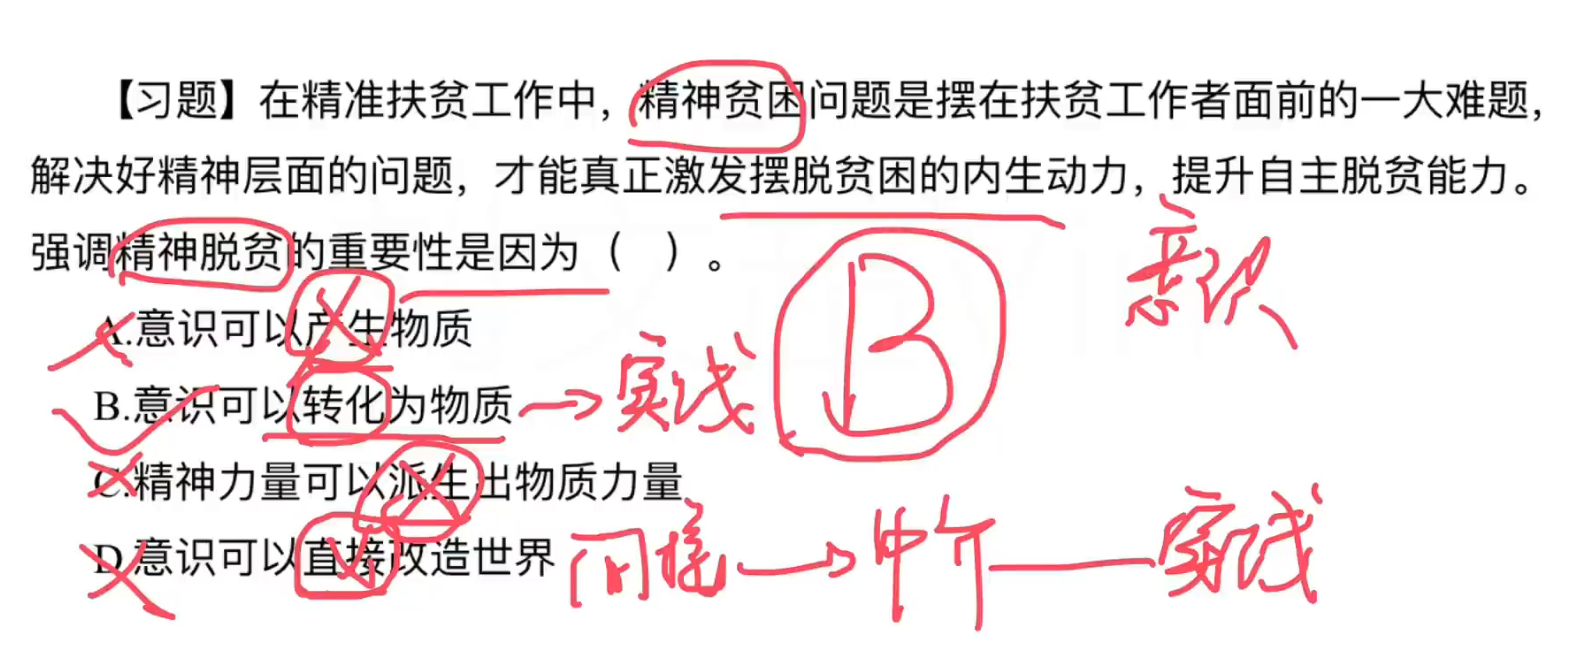 【习题】在精准扶贫工作中，精神贫困问题是摆在扶贫工作者面前的一大难题，
解决好精神层面的问题，才能真正激发摆脱贫困的内生动力，提升自主脱贫能力。
强调精神脱贫的重要性是因为（　）。
意识
A.意识可以产生物质
B.意识可以转化为物质→实践
B
C.精神力量可以派生出物质力量
D.意识可以直接改造世界 间接→中介—实践